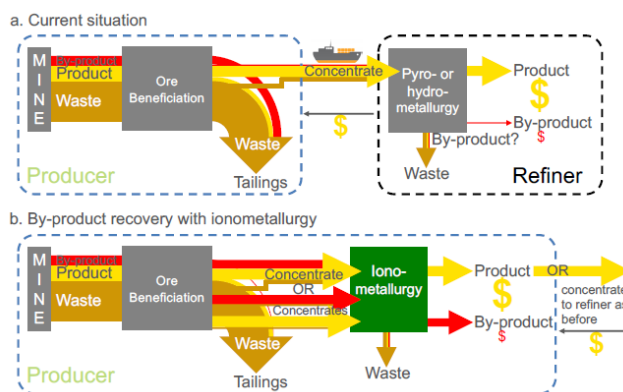 a. Current situation
MINE
By-product
Product
Waste
Ore
Beneficiation
Concentrate
Waste
Tailings
Producer
$
Pyro- or
hydro-
metallurgy
Product
$
By-product
$
By-product?
Waste
Refiner
b. By-product recovery with ionometallurgy
MINE
By-product
Product
Waste
Ore
Beneficiation
Concentrate
OR
Concentrates
Waste
Tailings
Producer
Iono-
metallurgy
Waste
Product
$
By-product
$
OR
concentrate
to refiner as
before
$